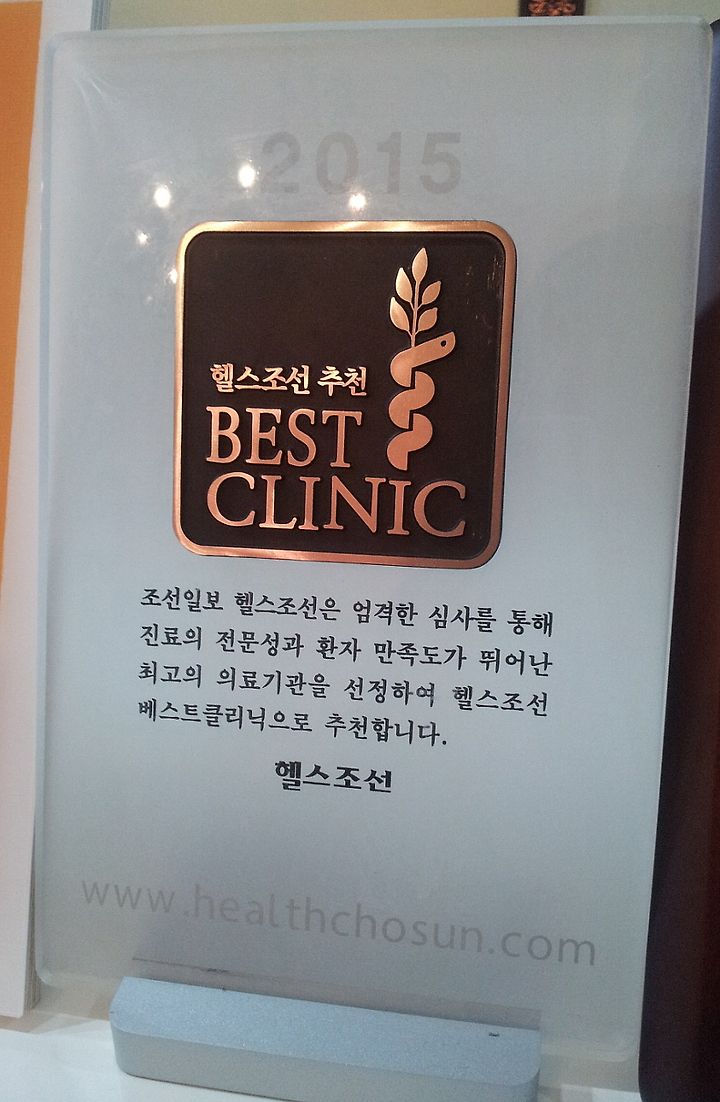 2015
헬스조선 추천
BEST
CLINIC
조선일보 헬스조선은 엄격한 심사를 통해
진료의 전문성과 환자 만족도가 뛰어난
최고의 의료기관을 선정하여 헬스조선
베스트클리닉으로 추천합니다.
헬스조선
www.healthchosun.com